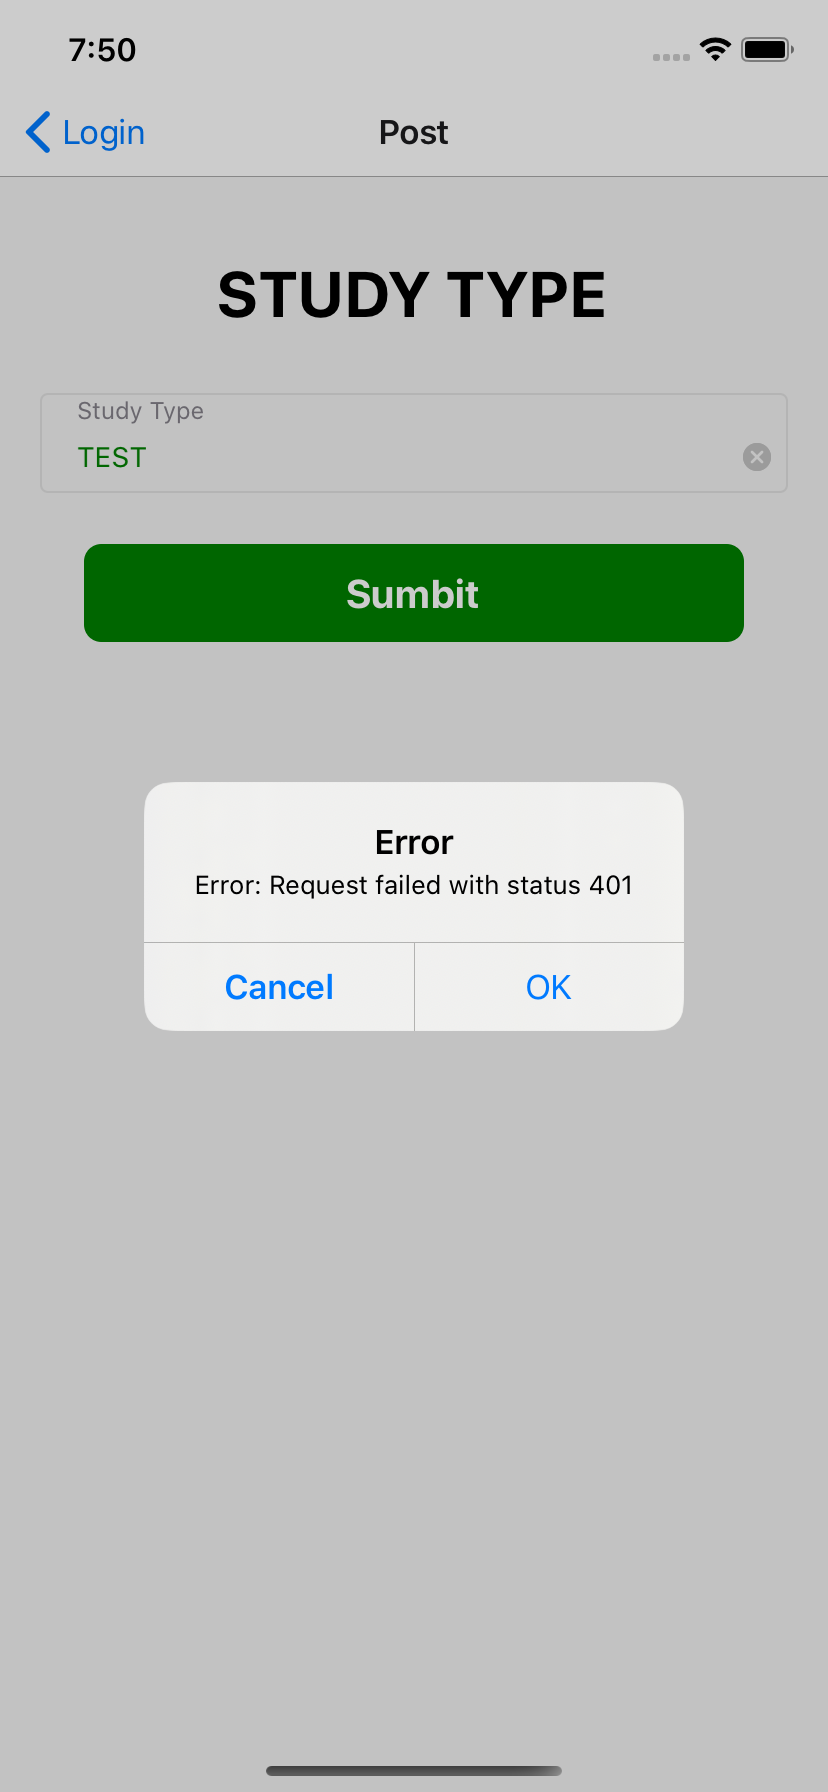 7:50
Login
Post
STUDY TYPE
Study Type
TEST
Sumbit
Error
Error: Request failed with status 401
Cancel
OK